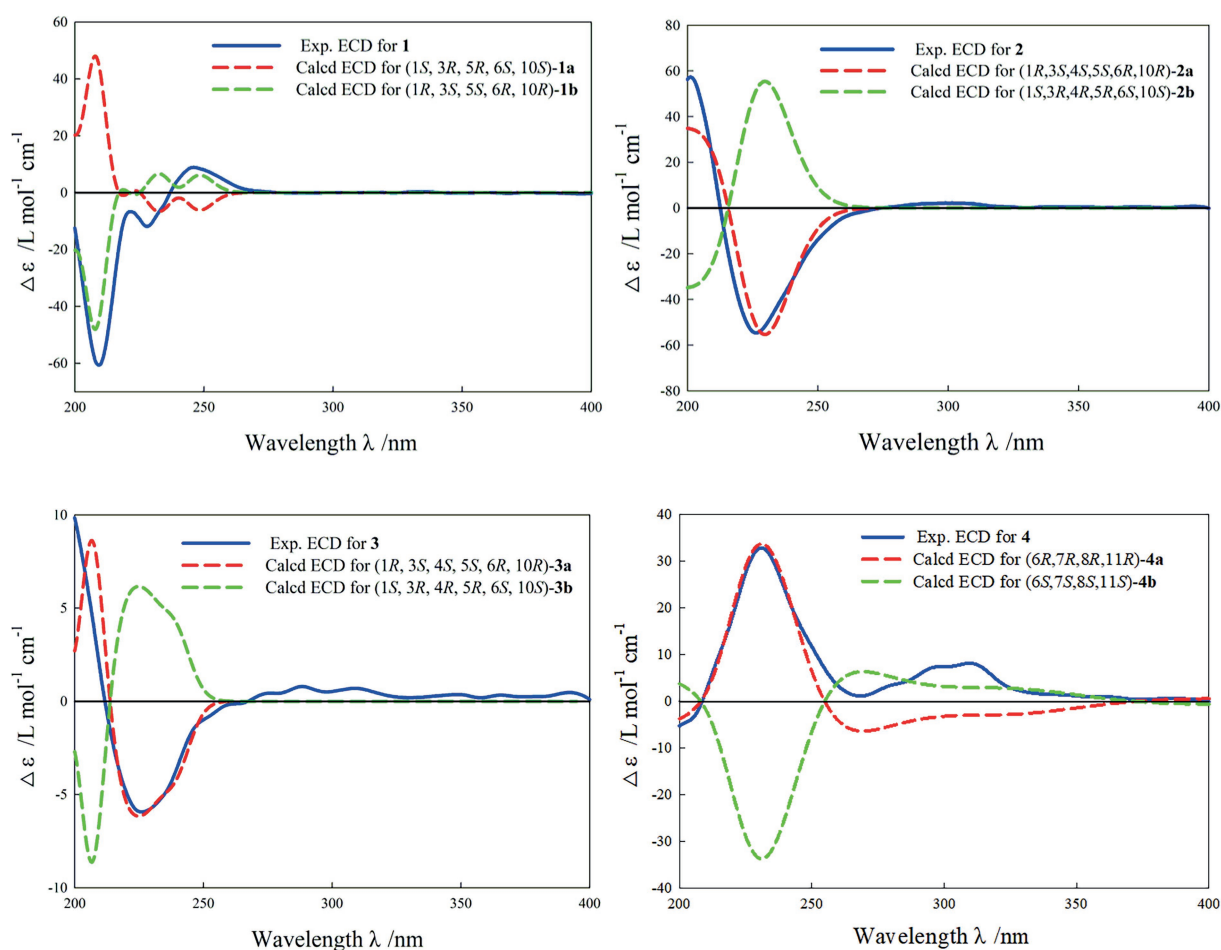 60
40
20
0
-20
-40
-60
200
250
300
350
400
Δ ε /L mol⁻¹ cm⁻¹
Wavelength λ /nm
Exp. ECD for 1
Calcd ECD for (1S, 3R, 5R, 6S, 10S)-1a
Calcd ECD for (1R, 3S, 5S, 6R, 10R)-1b
80
60
40
20
0
-20
-40
-60
-80
200
250
300
350
400
Δ ε /L mol⁻¹ cm⁻¹
Wavelength λ /nm
Exp. ECD for 2
Calcd ECD for (1R,3S,4S,5S,6R,10R)-2a
Calcd ECD for (1S,3R,4R,5R,6S,10S)-2b
10
5
0
-5
-10
200
250
300
350
400
Δ ε /L mol⁻¹ cm⁻¹
Wavelength λ /nm
Exp. ECD for 3
Calcd ECD for (1R, 3S, 4S, 5S, 6R, 10R)-3a
Calcd ECD for (1S, 3R, 4R, 5R, 6S, 10S)-3b
40
30
20
10
0
-10
-20
-30
-40
200
250
300
350
400
Δ ε /L mol⁻¹ cm⁻¹
Wavelength λ /nm
Exp. ECD for 4
Calcd ECD for (6R,7R,8R,11R)-4a
Calcd ECD for (6S,7S,8S,11S)-4b